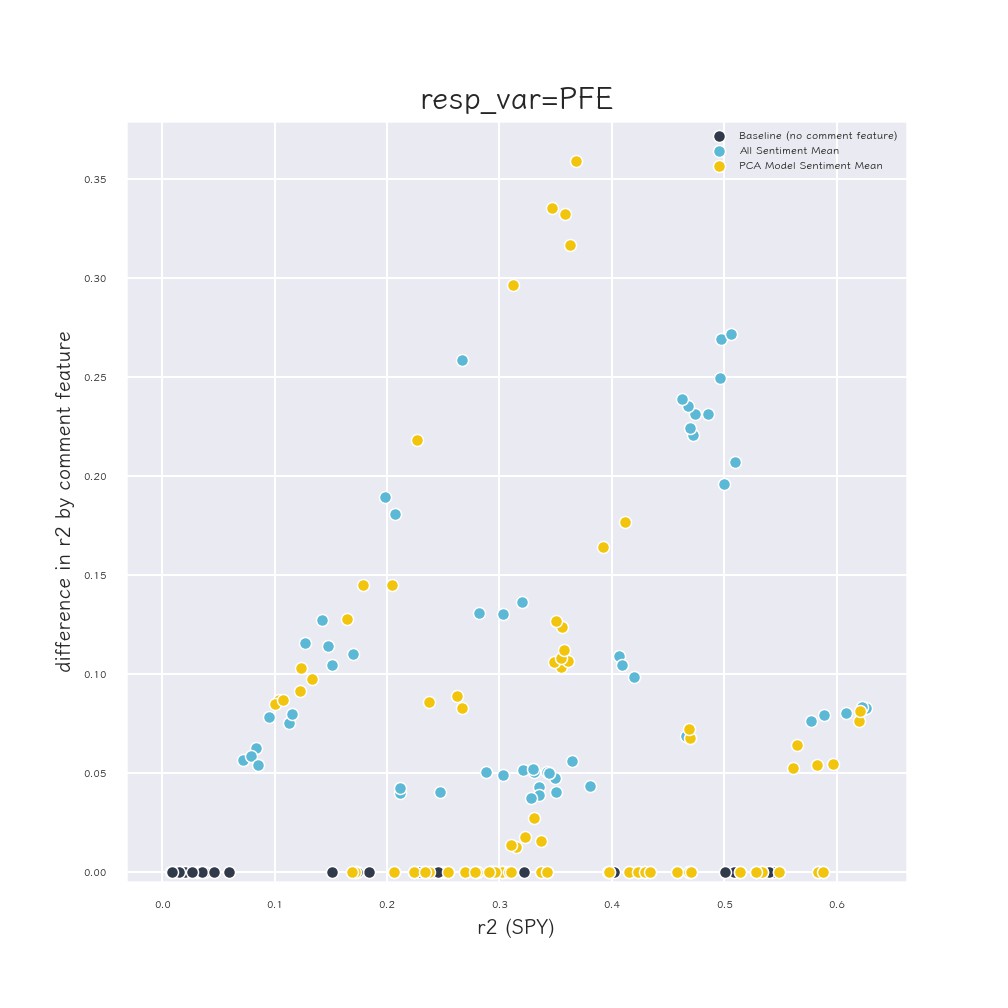 resp_var=PFE
Baseline (no comment feature)
All Sentiment Mean
PCA Model Sentiment Mean
difference in r2 by comment feature
0.35
0.30
0.25
0.20
0.15
0.10
0.05
0.00
0.0 0.1 0.2 0.3 0.4 0.5 0.6
r2 (SPY)